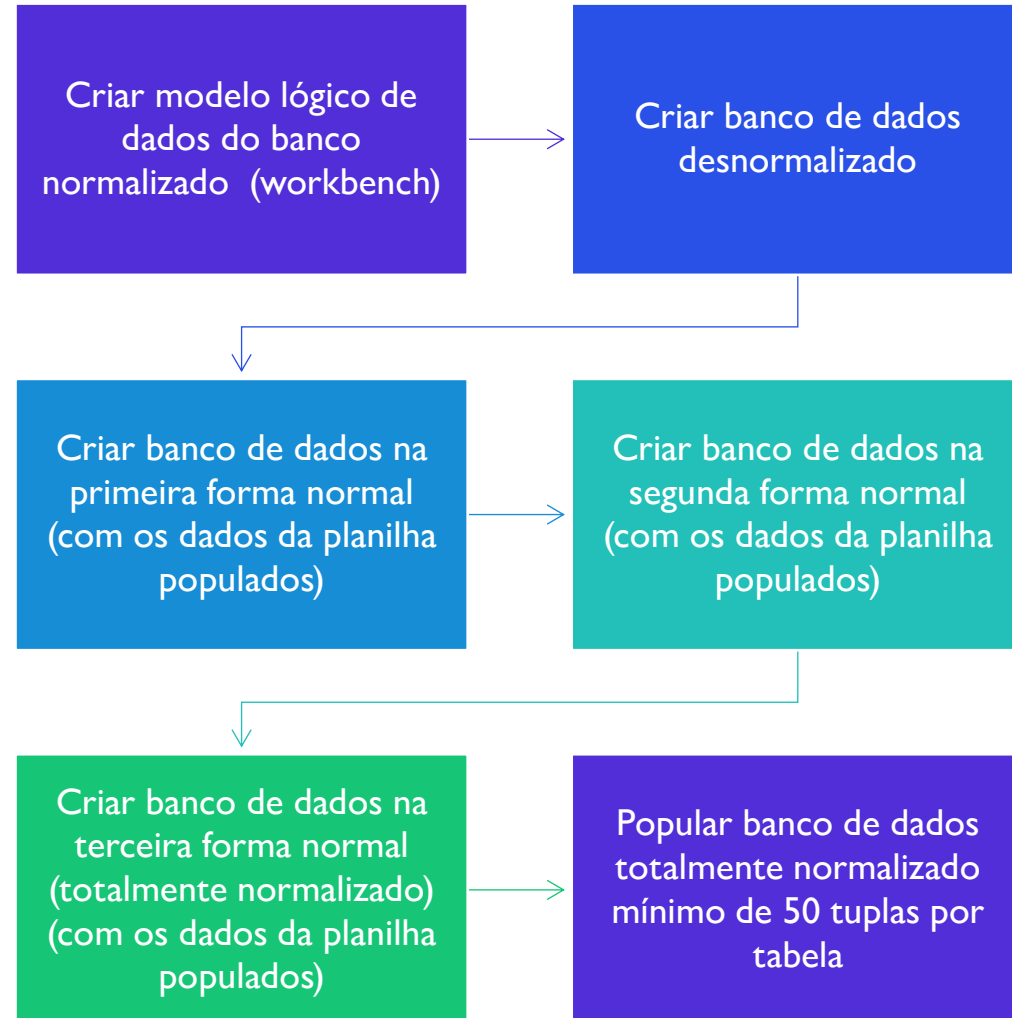 Criar modelo lógico de
dados do banco
normalizado (workbench)
Criar banco de dados
desnormalizado
Criar banco de dados na
primeira forma normal
(com os dados da planilha
populados)
Criar banco de dados na
segunda forma normal
(com os dados da planilha
populados)
Criar banco de dados na
terceira forma normal
(totalmente normalizado)
(com os dados da planilha
populados)
Popular banco de dados
totalmente normalizado
mínimo de 50 tuplas por
tabela